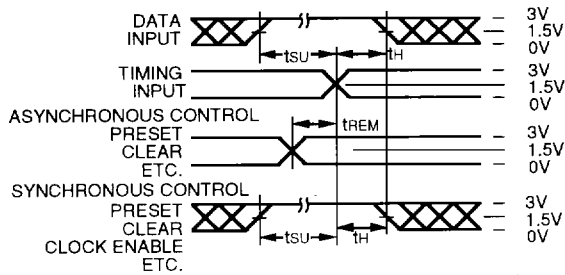 DATA
INPUT
3V
1.5V
0V
tSU
tH
TIMING
INPUT
3V
1.5V
0V
ASYNCHRONOUS CONTROL
PRESET
CLEAR
ETC.
tREM
3V
1.5V
0V
SYNCHRONOUS CONTROL
PRESET
CLEAR
CLOCK ENABLE
ETC.
tSU
tH
3V
1.5V
0V